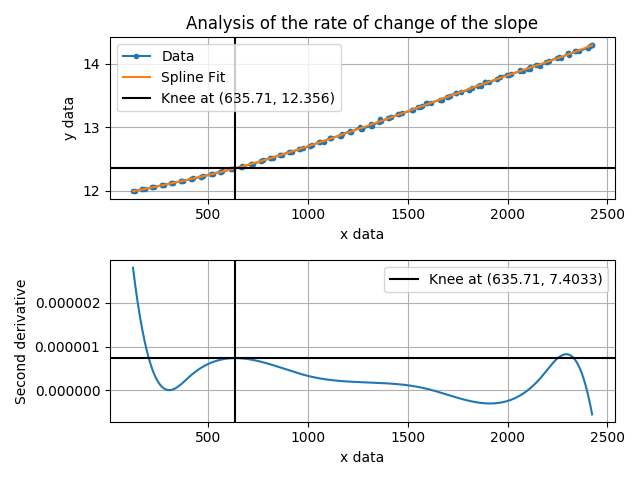 Analysis of the rate of change of the slope
Data
Spline Fit
Knee at (635.71, 12.356)
14
13
12
y data
500 1000 1500 2000 2500
x data
Knee at (635.71, 7.4033)
0.000002
0.000001
0.000000
Second derivative
500 1000 1500 2000 2500
x data